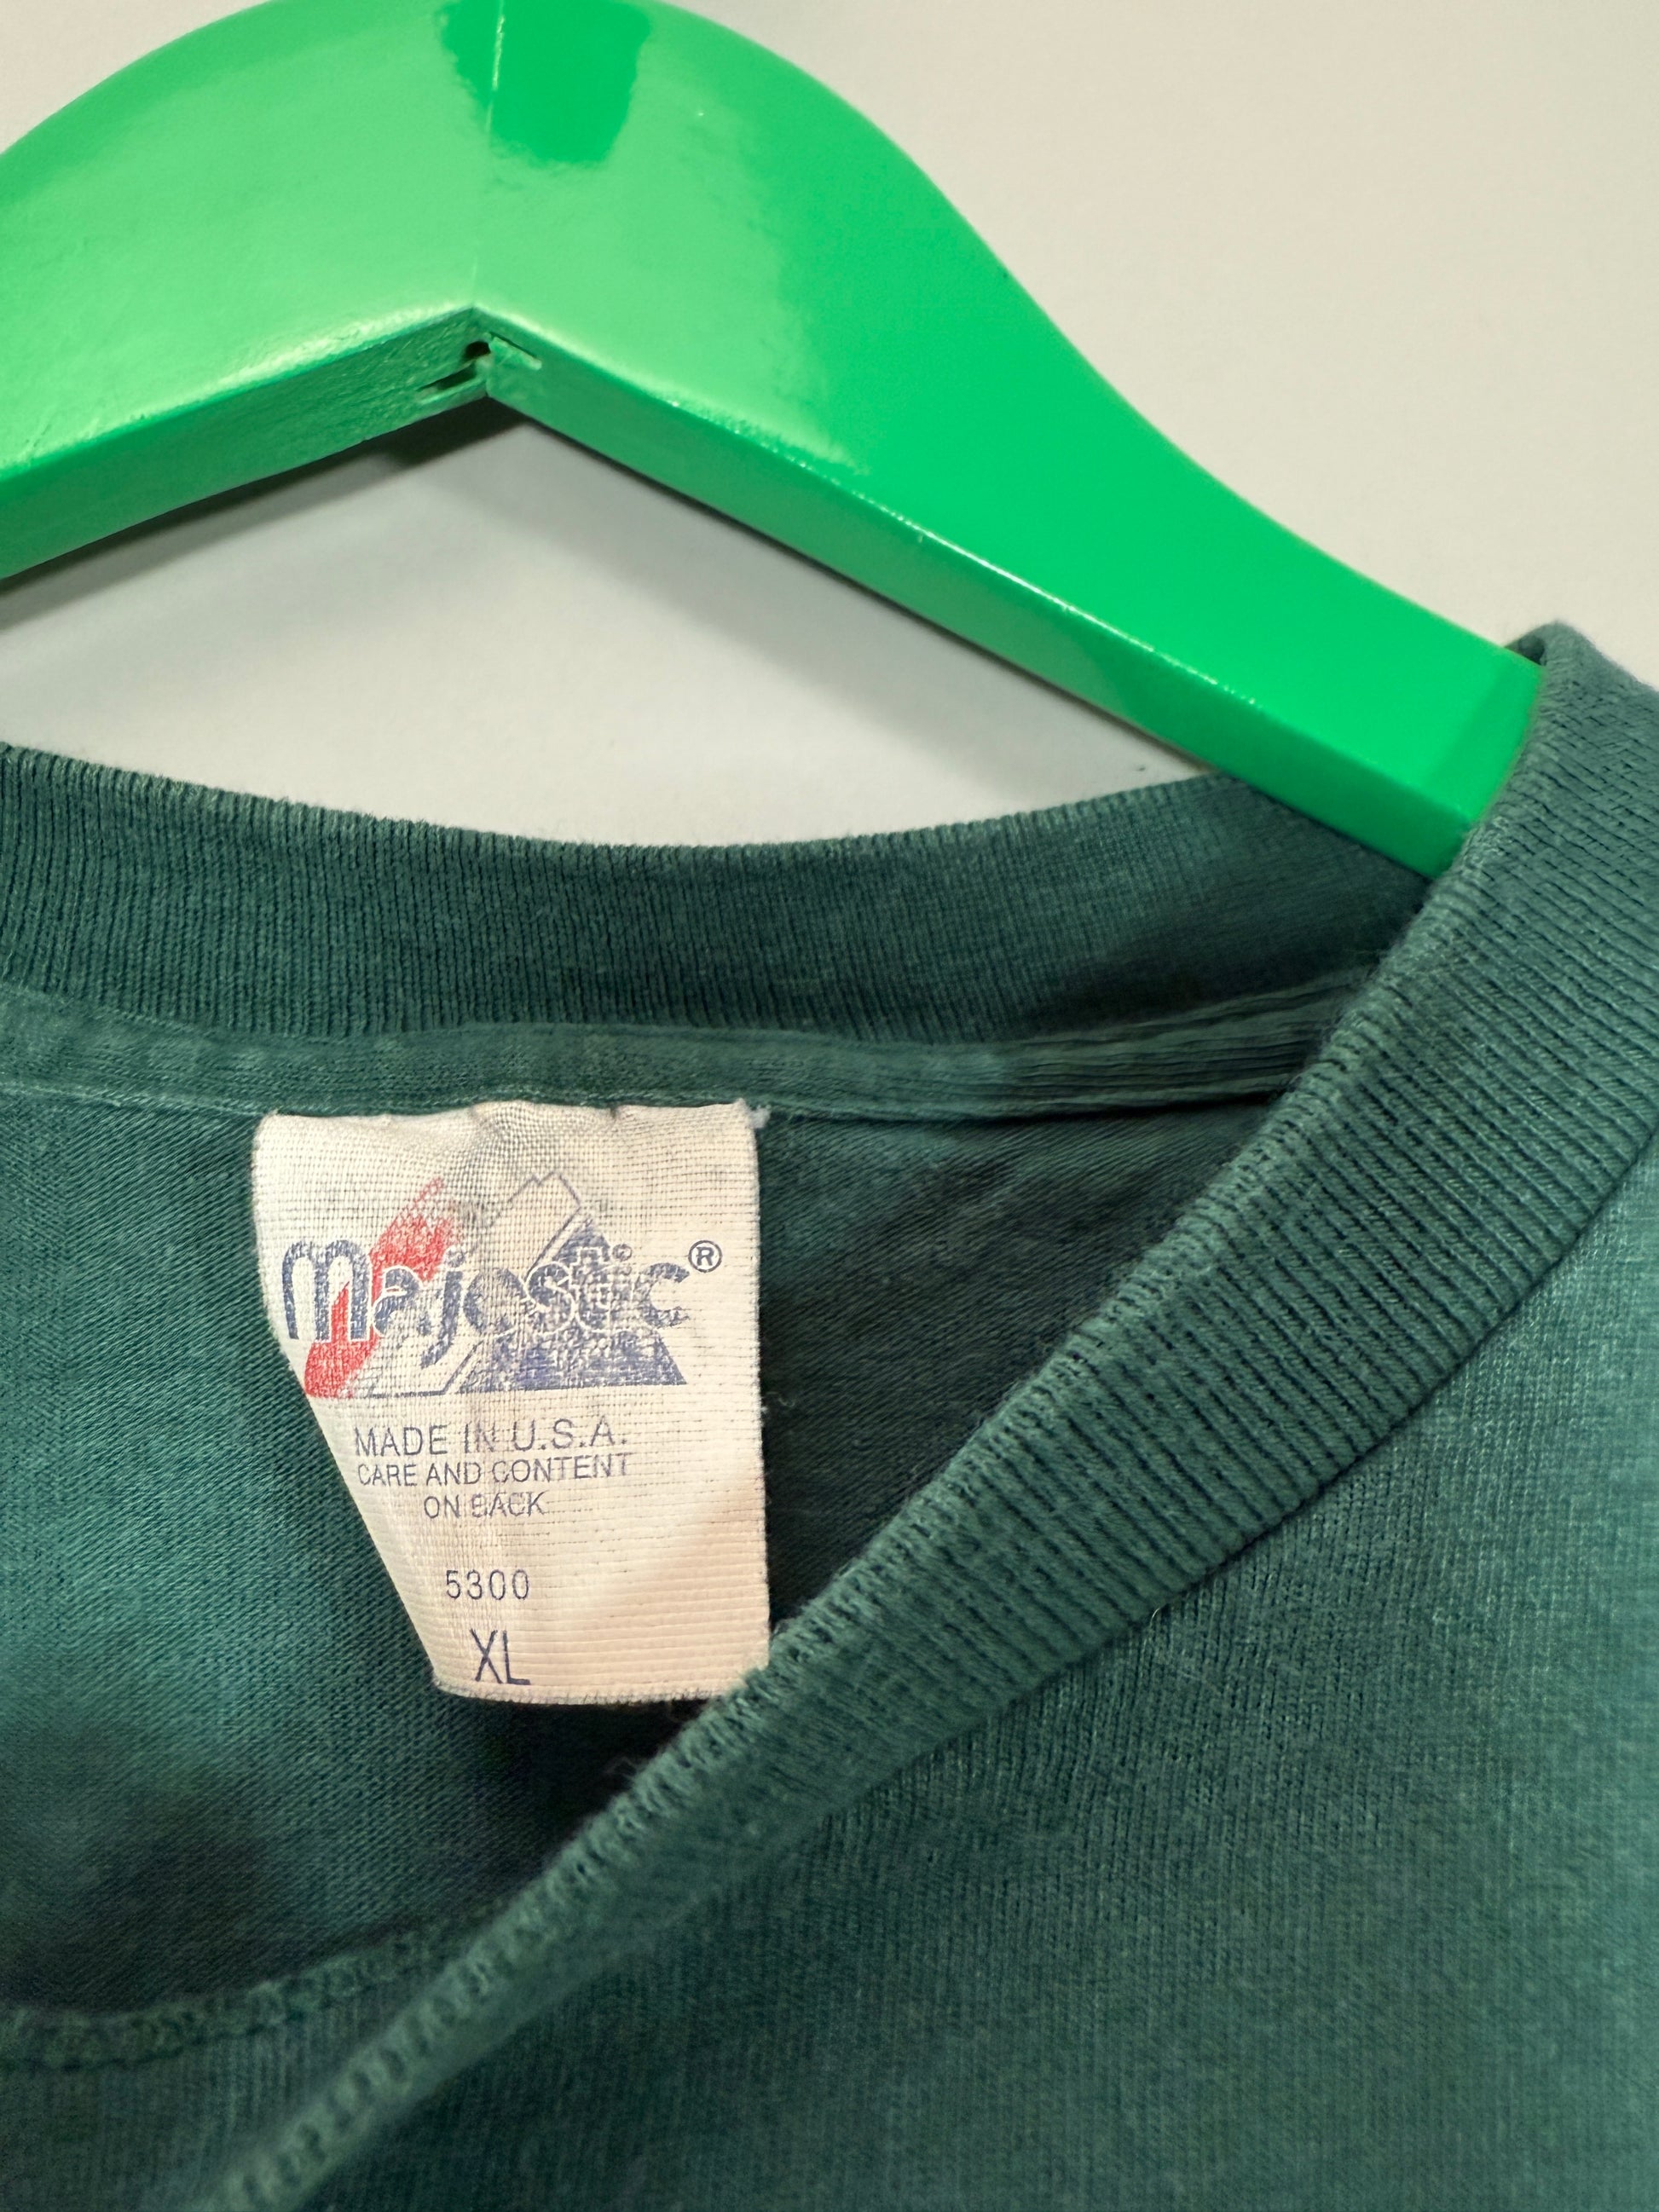 Majestic®
MADE IN U.S.A.
CARE AND CONTENT
ON BACK
5300
XL